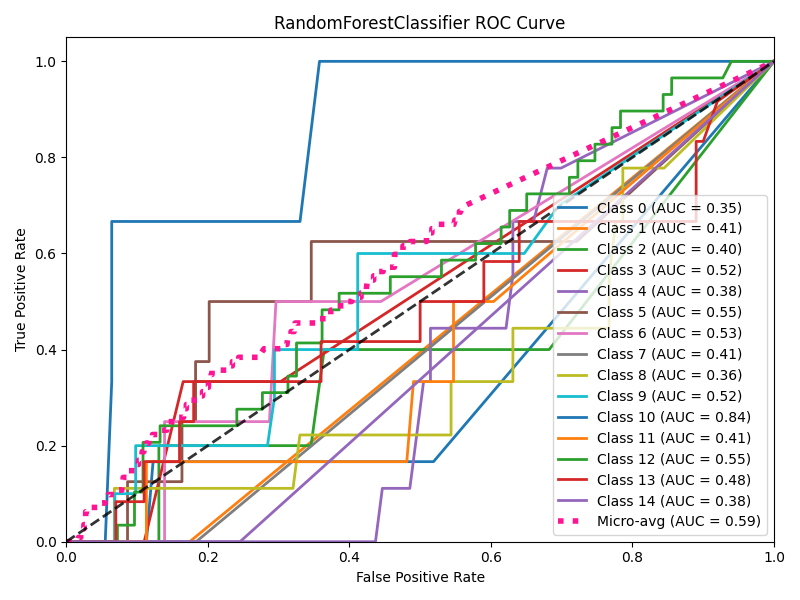 RandomForestClassifier ROC Curve
True Positive Rate
1.0
0.8
0.6
0.4
0.2
0.0
0.0
0.2
0.4
0.6
0.8
1.0
False Positive Rate
Class 0 (AUC = 0.35)
Class 1 (AUC = 0.41)
Class 2 (AUC = 0.40)
Class 3 (AUC = 0.52)
Class 4 (AUC = 0.38)
Class 5 (AUC = 0.55)
Class 6 (AUC = 0.53)
Class 7 (AUC = 0.41)
Class 8 (AUC = 0.36)
Class 9 (AUC = 0.52)
Class 10 (AUC = 0.84)
Class 11 (AUC = 0.41)
Class 12 (AUC = 0.55)
Class 13 (AUC = 0.48)
Class 14 (AUC = 0.38)
Micro-avg (AUC = 0.59)